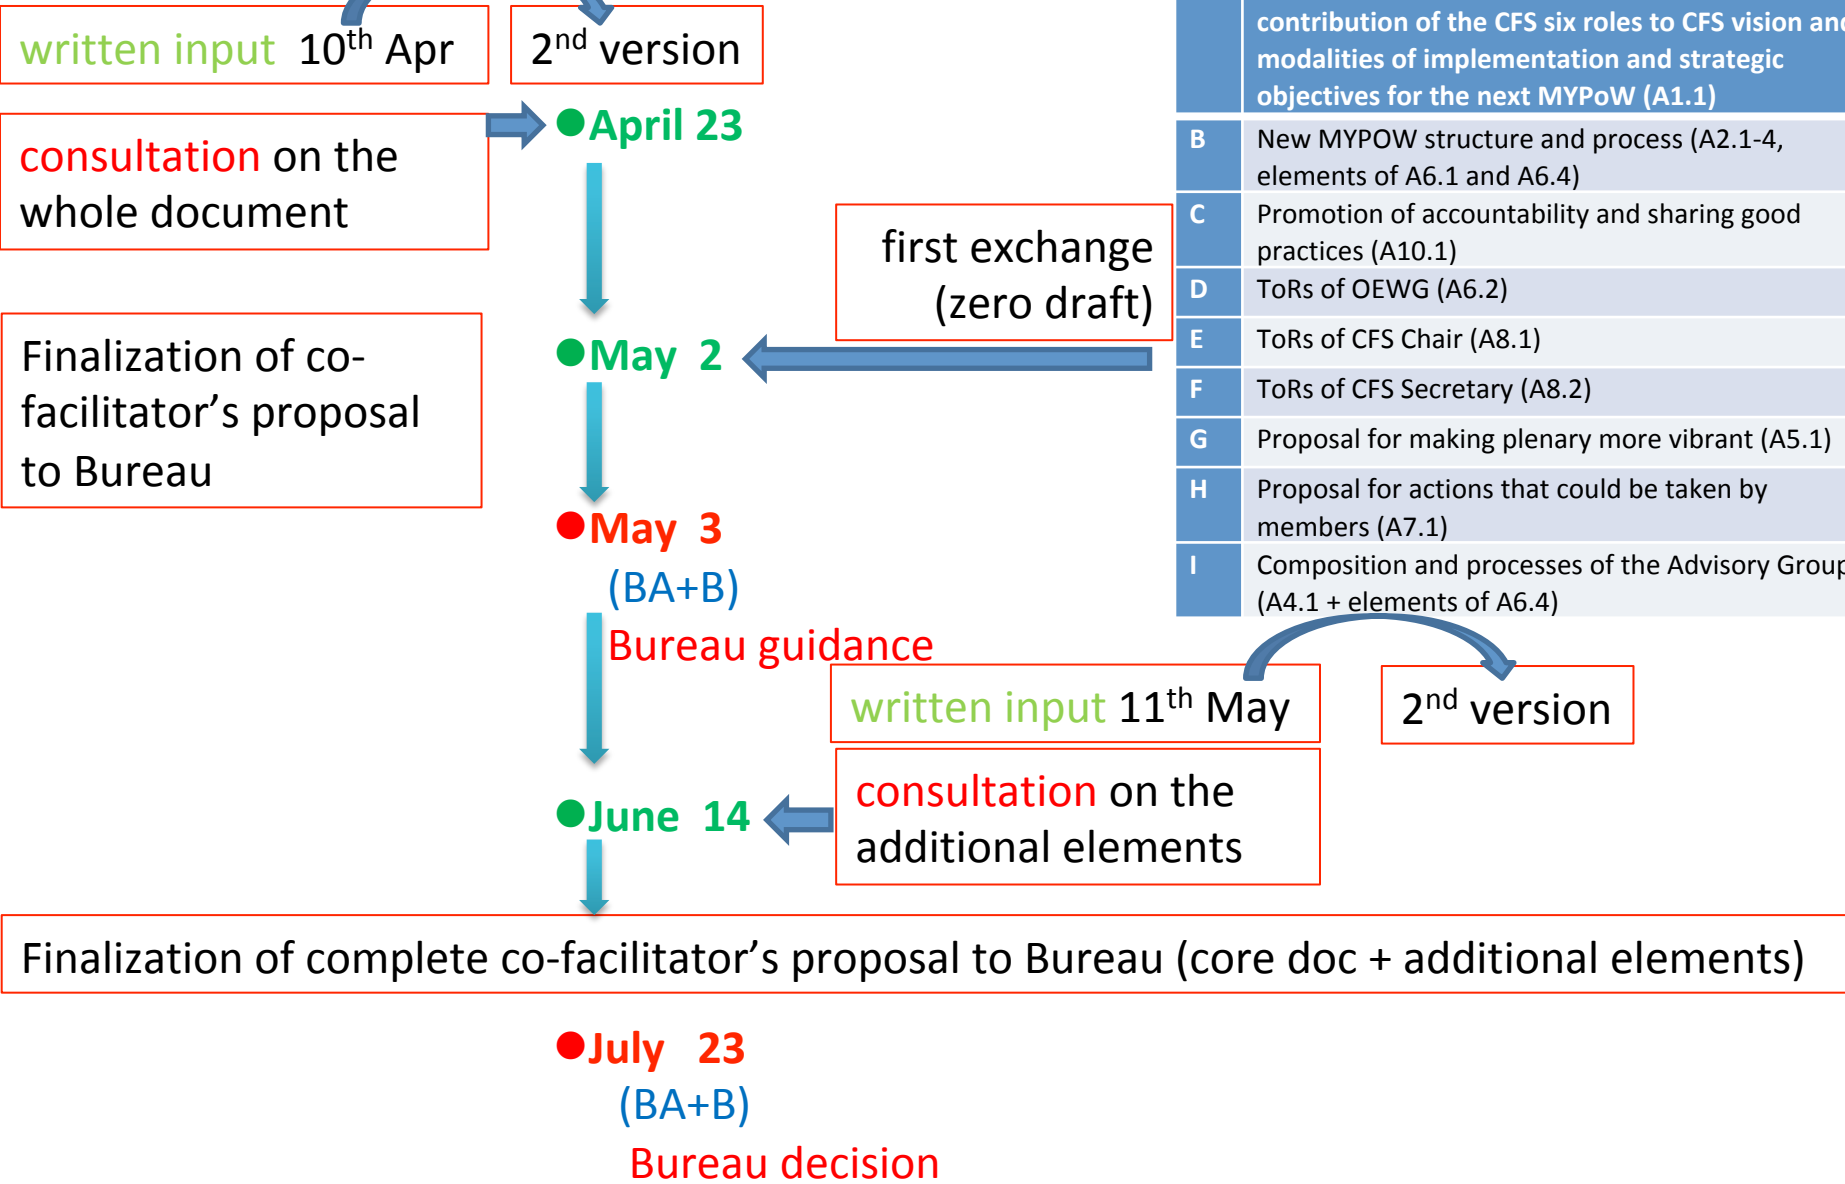 written input 10th Apr
2nd version
consultation on the
whole document
Finalization of co-
facilitator's proposal
to Bureau
April 23
May 2
May 3
(BA+B)
Bureau guidance
June 14
first exchange
(zero draft)
contribution of the CFS six roles to CFS vision and
modalities of implementation and strategic
objectives for the next MYPoW (A1.1)
B New MYPOW structure and process (A2.1-4,
elements of A6.1 and A6.4)
C Promotion of accountability and sharing good
practices (A10.1)
D ToRs of OEWG (A6.2)
E ToRs of CFS Chair (A8.1)
F ToRs of CFS Secretary (A8.2)
G Proposal for making plenary more vibrant (A5.1)
H Proposal for actions that could be taken by
members (A7.1)
I Composition and processes of the Advisory Group
(A4.1 + elements of A6.4)
written input 11th May
2nd version
consultation on the
additional elements
Finalization of complete co-facilitator's proposal to Bureau (core doc + additional elements)
July 23
(BA+B)
Bureau decision